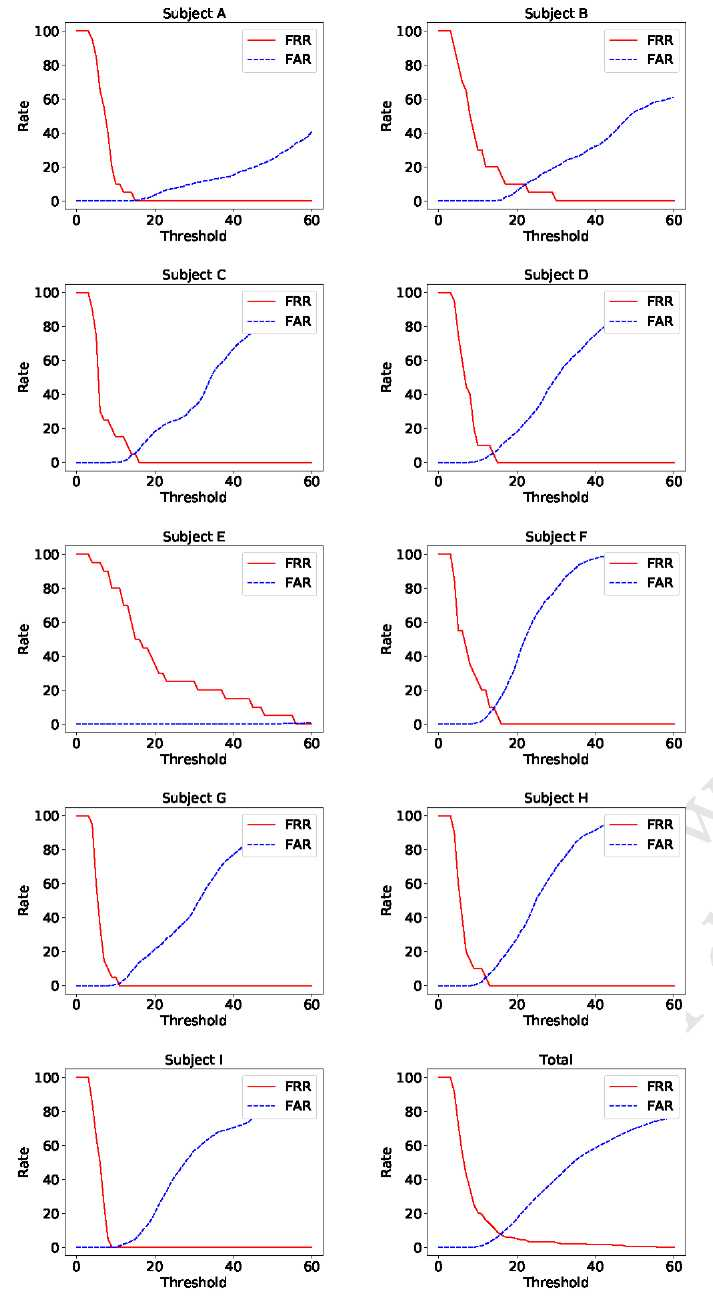 Subject A
100
80
60
40
20
0
Rate
FRR
FAR
0 20 40 60
Threshold
Subject B
100
80
60
40
20
0
Rate
FRR
FAR
0 20 40 60
Threshold
Subject C
100
80
60
40
20
0
Rate
FRR
FAR
0 20 40 60
Threshold
Subject D
100
80
60
40
20
0
Rate
FRR
FAR
0 20 40 60
Threshold
Subject E
100
80
60
40
20
0
Rate
FRR
FAR
0 20 40 60
Threshold
Subject F
100
80
60
40
20
0
Rate
FRR
FAR
0 20 40 60
Threshold
Subject G
100
80
60
40
20
0
Rate
FRR
FAR
0 20 40 60
Threshold
Subject H
100
80
60
40
20
0
Rate
FRR
FAR
0 20 40 60
Threshold
Subject I
100
80
60
40
20
0
Rate
FRR
FAR
0 20 40 60
Threshold
Total
100
80
60
40
20
0
Rate
FRR
FAR
0 20 40 60
Threshold